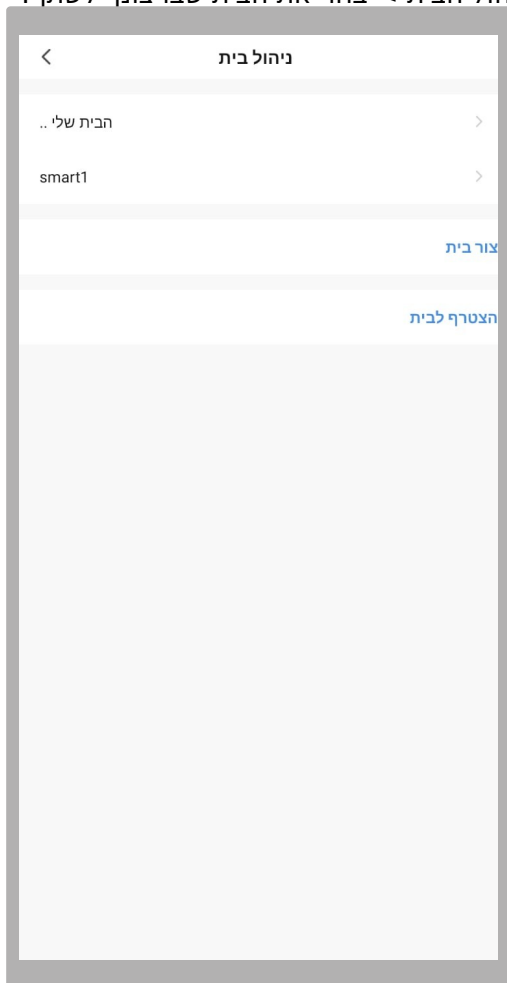 ניהול בית
הבית שלי ..
smart1
צור בית
הצטרף לבית